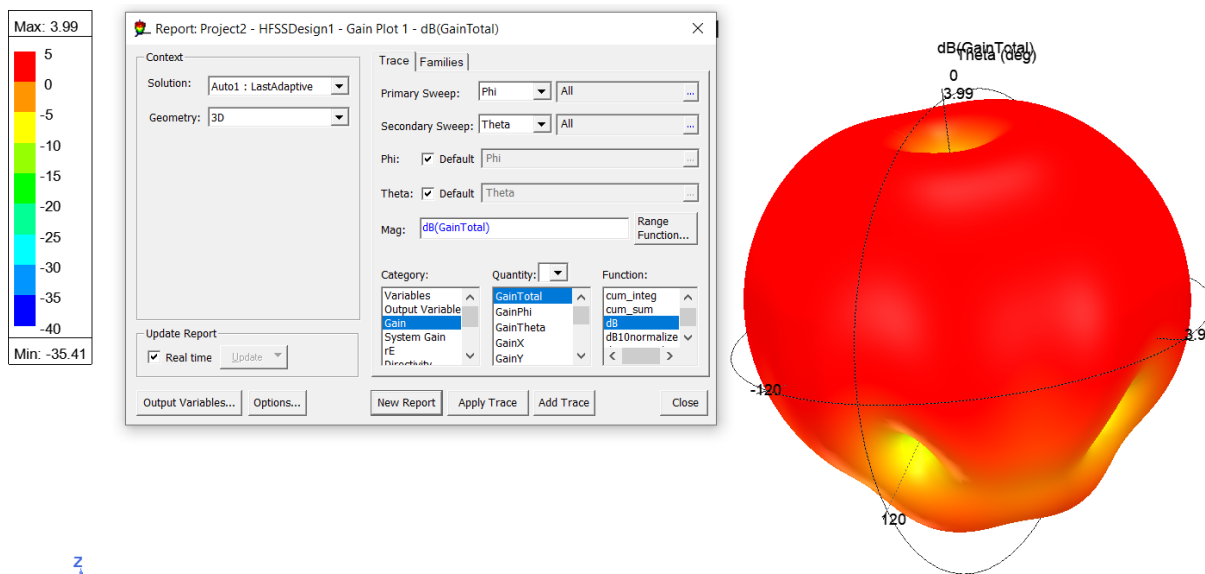 Max: 3.99
5
0
-5
-10
-15
-20
-25
-30
-35
-40
Min: -35.41
Report: Project2 - HFSSDesign1 - Gain Plot 1 - dB(GainTotal)
Context
Solution: Auto1 : LastAdaptive
Geometry: 3D
Update Report
Real time Update
Output Variables... Options...
Trace Families
Primary Sweep: Phi All ...
Secondary Sweep: Theta All ...
Phi: Default Phi ...
Theta: Default Theta ...
Mag: dB(GainTotal) Range
Function...
Category: Quantity: Function:
Variables GainTotal cum_integ
Output Variable GainPhi cum_sum
Gain GainTheta dB
System Gain GainX dB10normalize
rE GainY
Directivity
New Report Apply Trace Add Trace Close
dB(GainTotal)
Theta (deg)
0
3.99
3.9
-120
120
Z